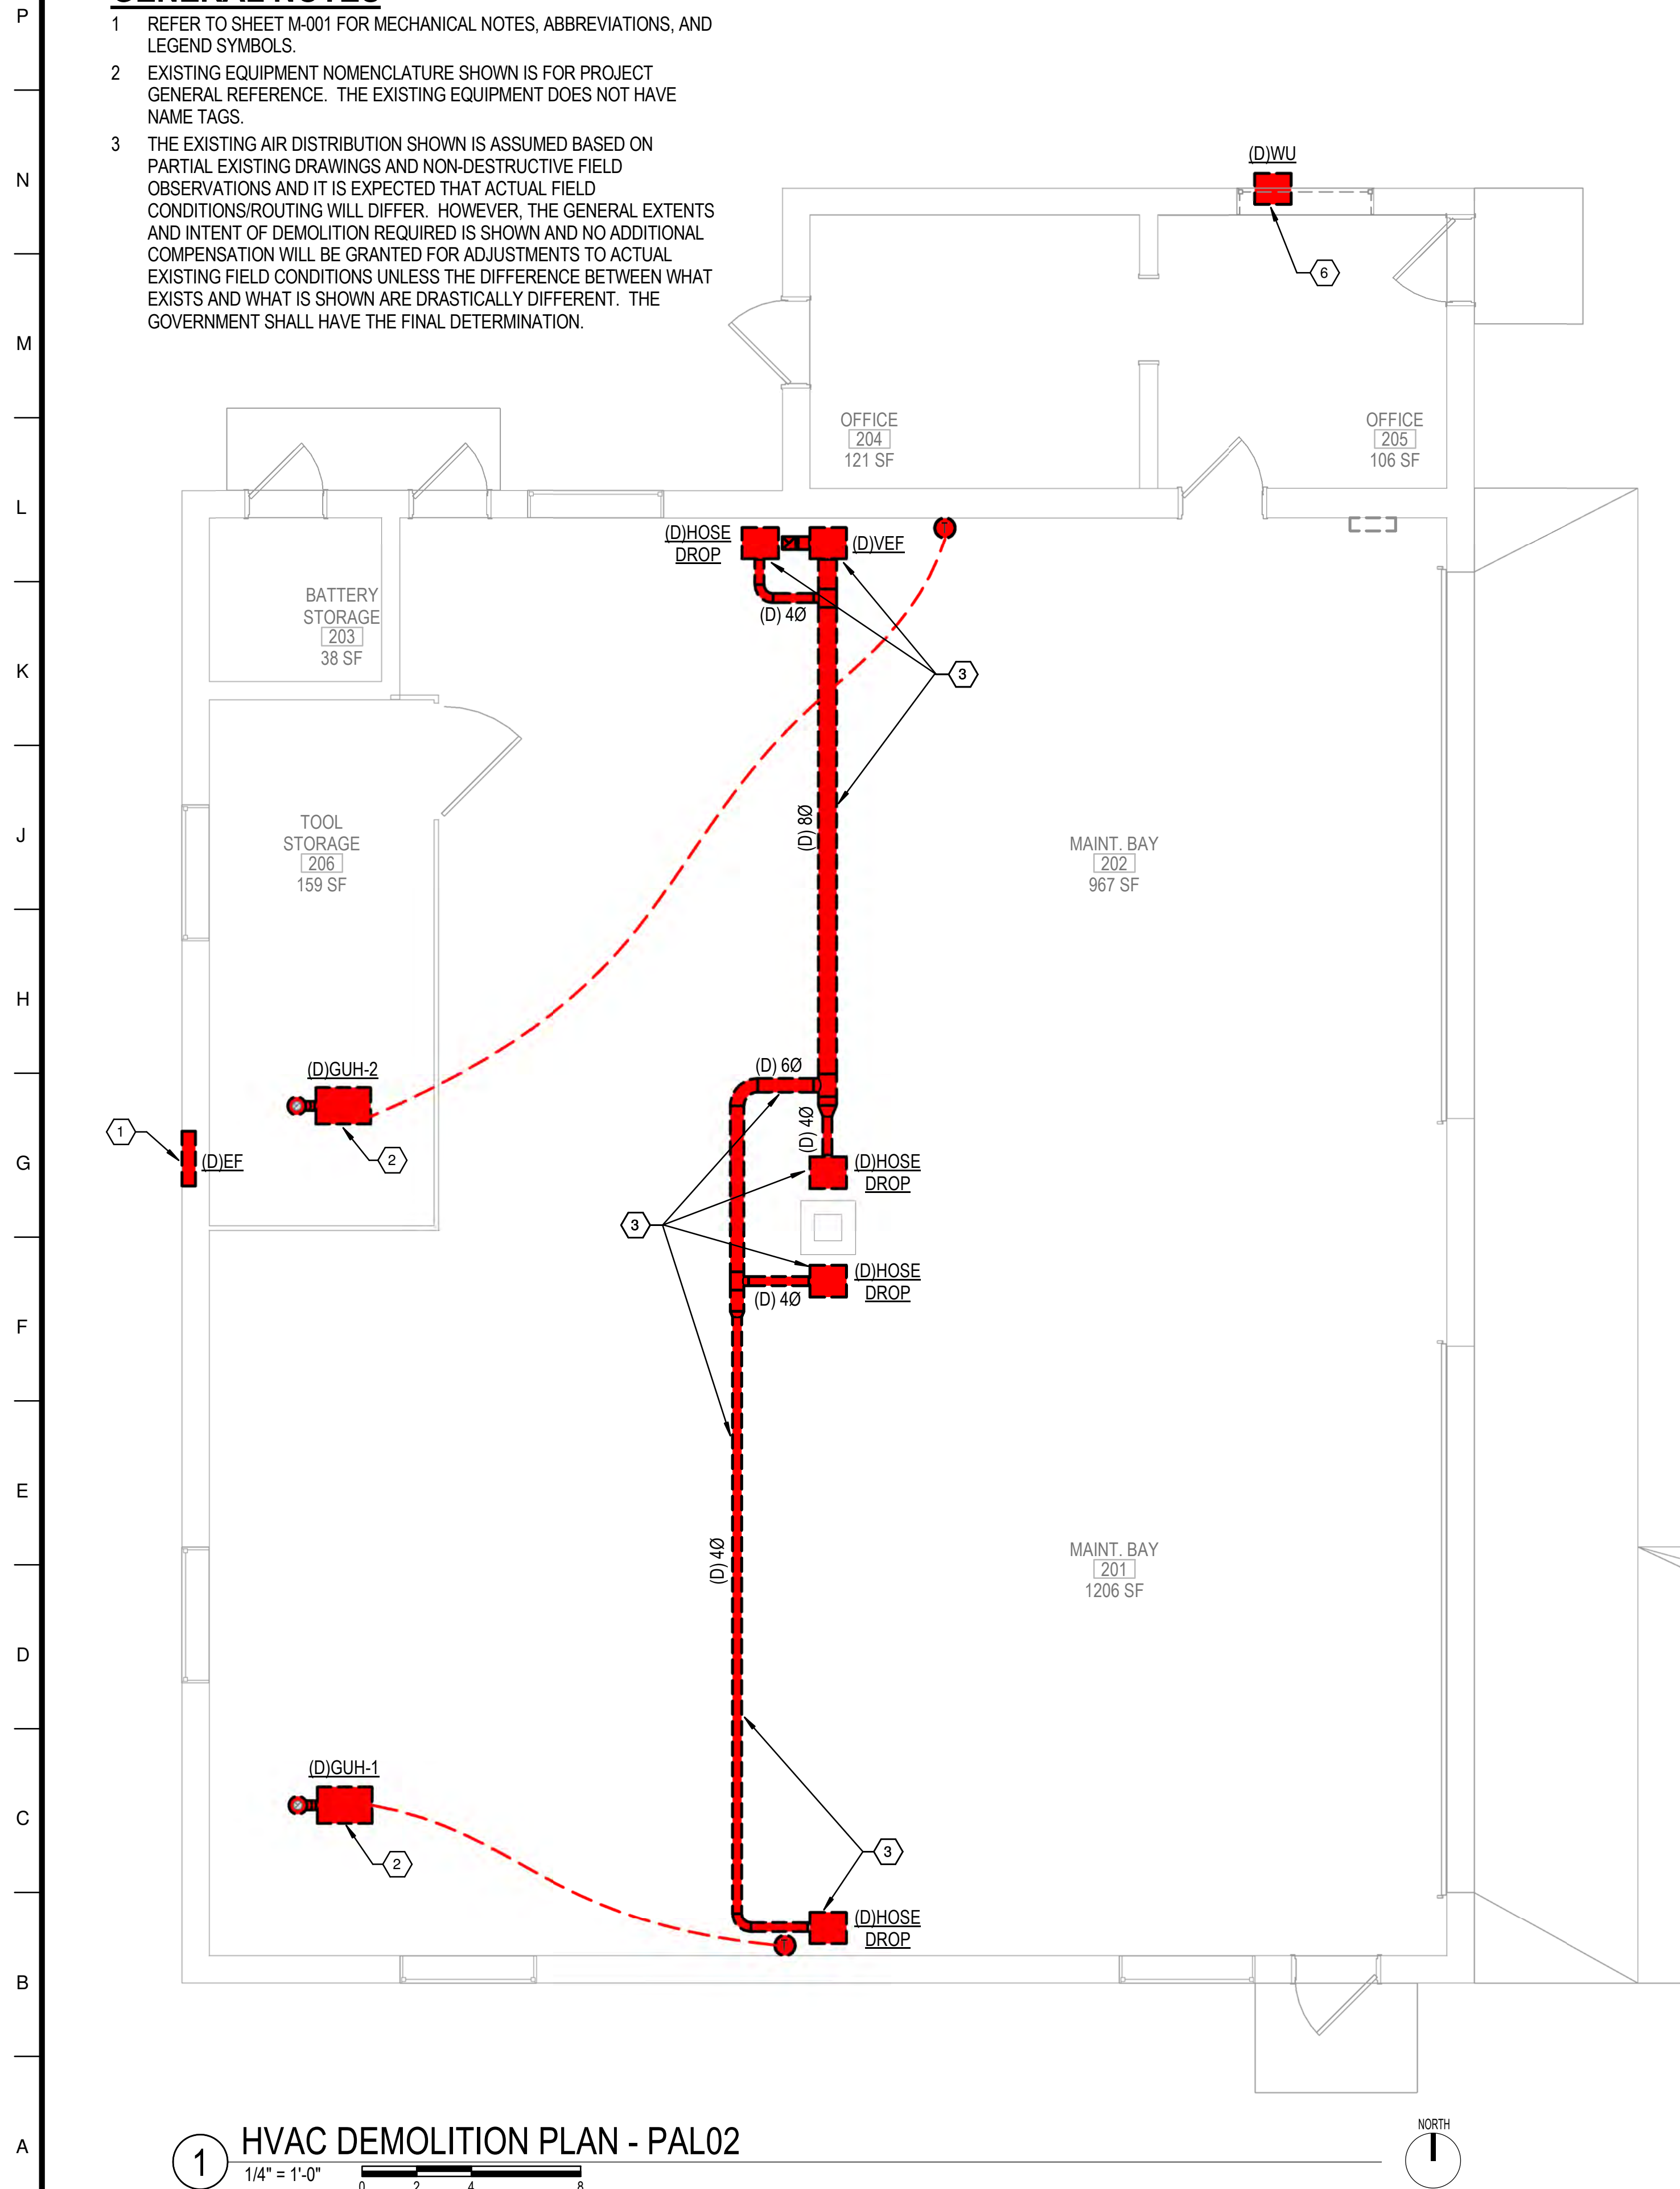 GENERAL NOTES
1 REFER TO SHEET M-001 FOR MECHANICAL NOTES, ABBREVIATIONS, AND
LEGEND SYMBOLS.
2 EXISTING EQUIPMENT NOMENCLATURE SHOWN IS FOR PROJECT
GENERAL REFERENCE. THE EXISTING EQUIPMENT DOES NOT HAVE
NAME TAGS.
3 THE EXISTING AIR DISTRIBUTION SHOWN IS ASSUMED BASED ON
PARTIAL EXISTING DRAWINGS AND NON-DESTRUCTIVE FIELD
OBSERVATIONS AND IT IS EXPECTED THAT ACTUAL FIELD
CONDITIONS/ROUTING WILL DIFFER. HOWEVER, THE GENERAL EXTENTS
AND INTENT OF DEMOLITION REQUIRED IS SHOWN AND NO ADDITIONAL
COMPENSATION WILL BE GRANTED FOR ADJUSTMENTS TO ACTUAL
EXISTING FIELD CONDITIONS UNLESS THE DIFFERENCE BETWEEN WHAT
EXISTS AND WHAT IS SHOWN ARE DRASTICALLY DIFFERENT. THE
GOVERNMENT SHALL HAVE THE FINAL DETERMINATION.
P
N
M
L
K
J
H
G
F
E
D
C
B
A
(D)WU
6
OFFICE
204
121 SF
OFFICE
205
106 SF
(D)HOSE
DROP
(D)VEF
T
(D) 4Ø
BATTERY
STORAGE
203
38 SF
3
(D) 8Ø
TOOL
STORAGE
206
159 SF
MAINT. BAY
202
967 SF
(D) 6Ø
(D)GUH-2
1
(D)EF
2
(D) 4Ø
(D)HOSE
DROP
3
(D)HOSE
DROP
(D) 4Ø
(D) 4Ø
MAINT. BAY
201
1206 SF
(D)GUH-1
2
3
(D)HOSE
DROP
T
1
HVAC DEMOLITION PLAN - PAL02
1/4" = 1'-0"
0 2 4 8
NORTH